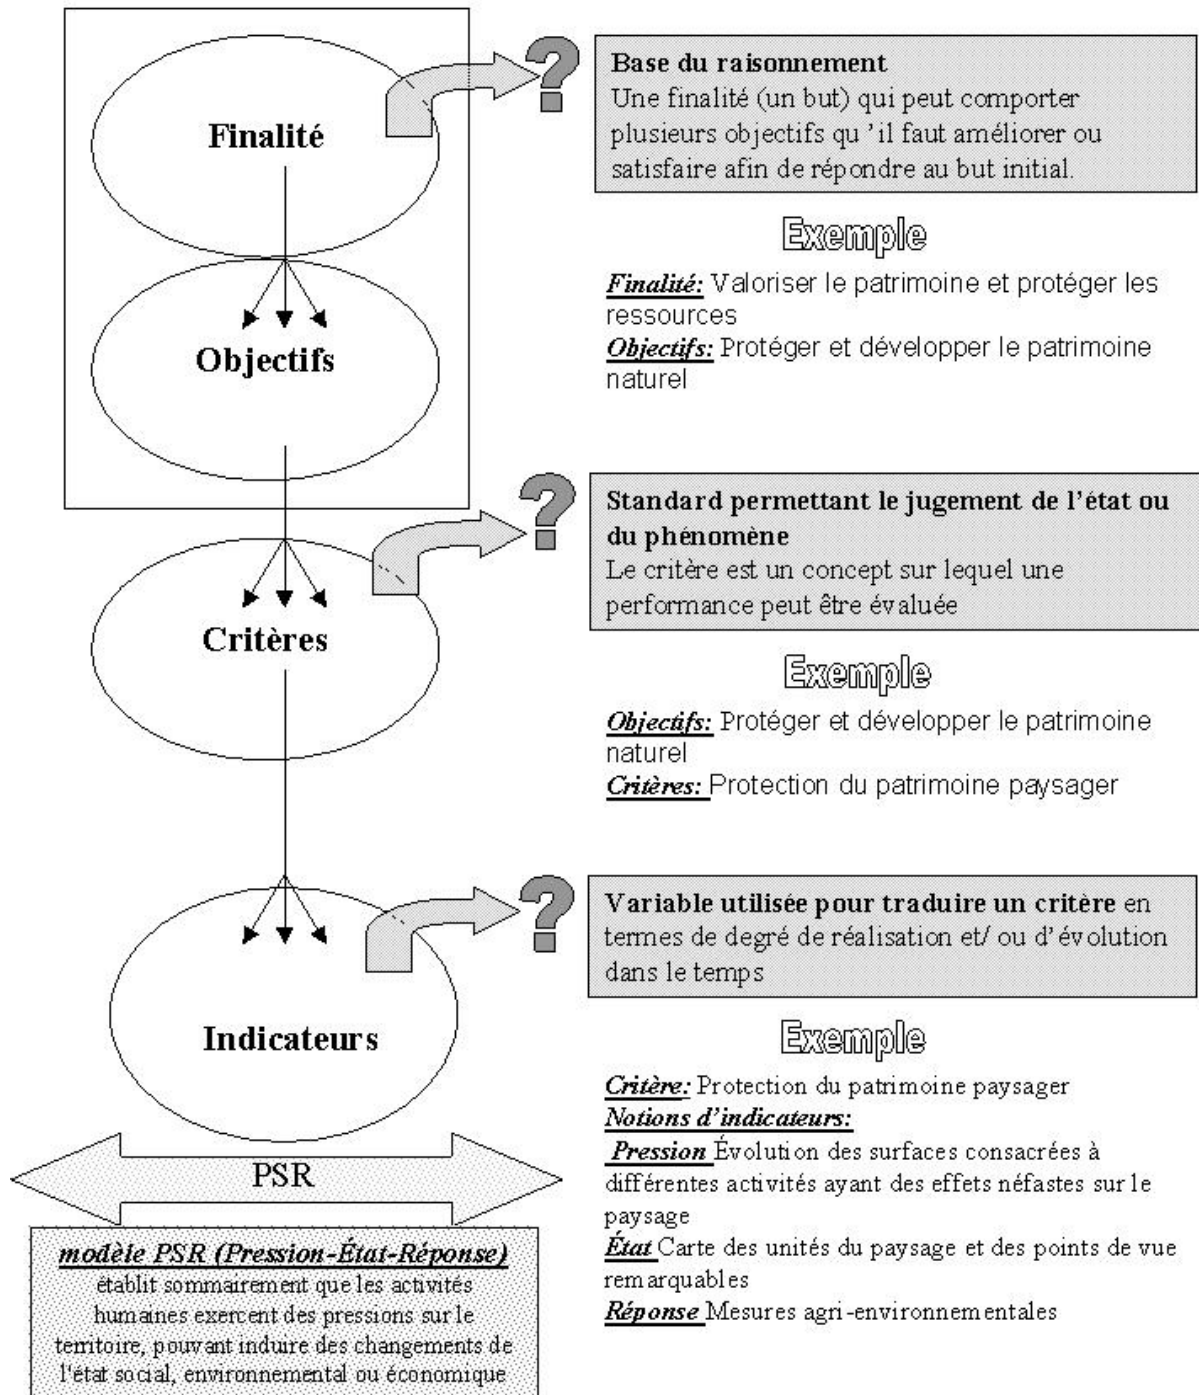 Finalité
Objectifs
Critères
Indicateurs
PSR
modèle PSR (Pression-État-Réponse)
établit sommairement que les activités
humaines exercent des pressions sur le
territoire, pouvant induire des changements de
l'état social, environnemental ou économique
?
Base du raisonnement
Une finalité (un but) qui peut comporter
plusieurs objectifs qu 'il faut améliorer ou
satisfaire afin de répondre au but initial.
Exemple
Finalité: Valoriser le patrimoine et protéger les
ressources
Objectifs: Protéger et développer le patrimoine
naturel
?
Standard permettant le jugement de l'état ou
du phénomène
Le critère est un concept sur lequel une
performance peut être évaluée
Exemple
Objectifs: Protéger et développer le patrimoine
naturel
Critères: Protection du patrimoine paysager
?
Variable utilisée pour traduire un critère en
termes de degré de réalisation et/ ou d'évolution
dans le temps
Exemple
Critère: Protection du patrimoine paysager
Notions d'indicateurs:
Pression Évolution des surfaces consacrées à
différentes activités ayant des effets néfastes sur le
paysage
État Carte des unités du paysage et des points de vue
remarquables
Réponse Mesures agri-environnementales